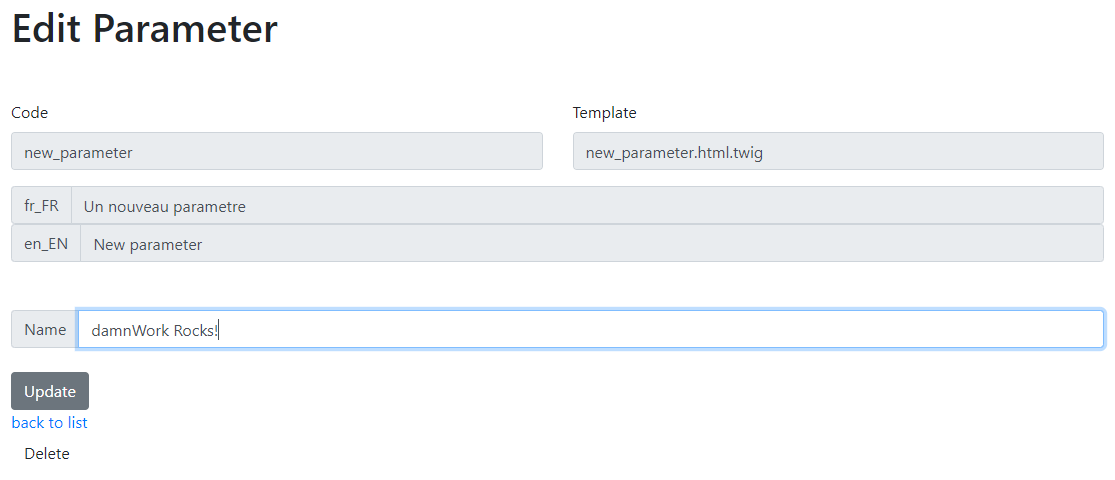 Edit Parameter
Code
Template
new_parameter
new_parameter.html.twig
fr_FR Un nouveau parametre
en_EN New parameter
Name damnWork Rocks!
Update
back to list
Delete